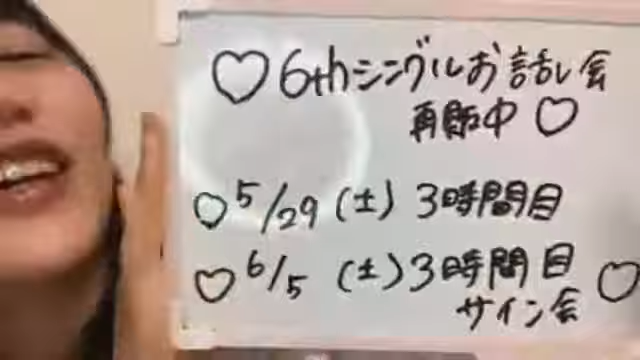 ♡6thシングルお話し会
再販中♡
♡5/29(土)3時間目
♡6/5(土)3時間目
サイン会♡